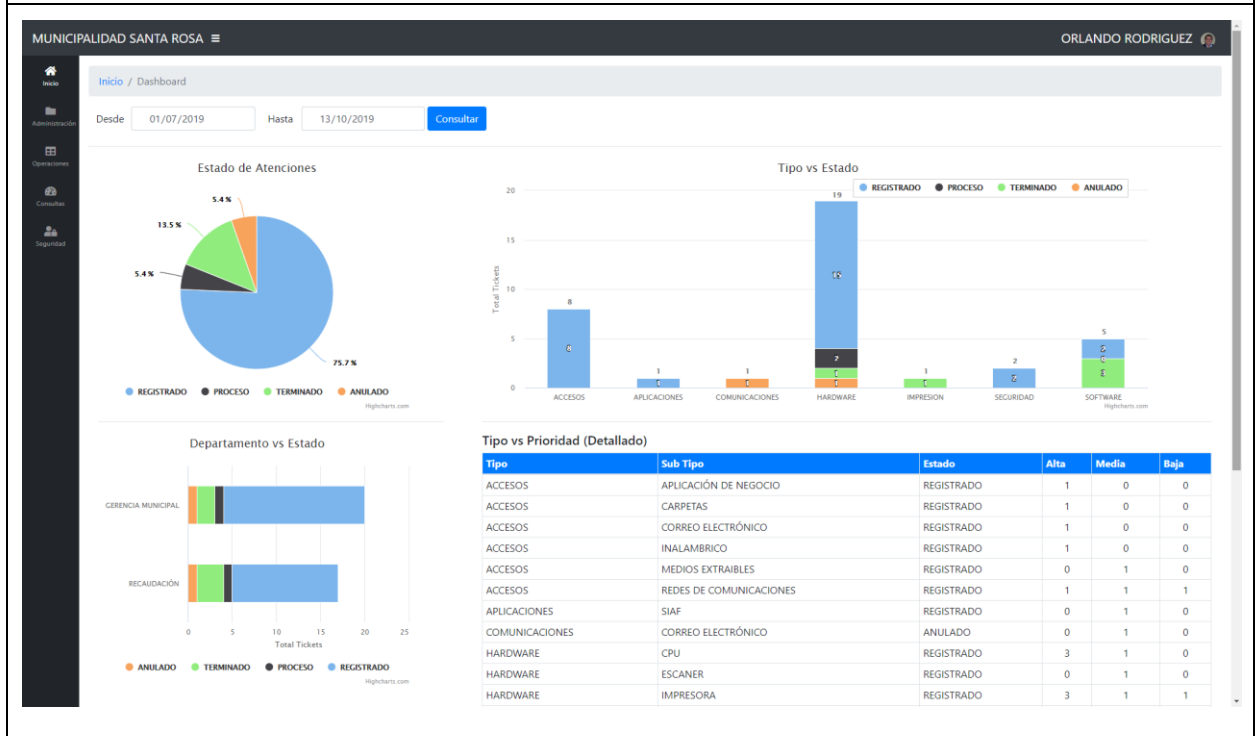 MUNICIPALIDAD SANTA ROSA
ORLANDO RODRIGUEZ
Inicio
Administración
Operaciones
Consultas
Seguridad
Inicio / Dashboard
Desde 01/07/2019 Hasta 13/10/2019 Consultar
Estado de Atenciones
5.4 %
13.5 %
5.4 %
75.7 %
REGISTRADO PROCESO TERMINADO ANULADO
Highcharts.com
Tipo vs Estado
REGISTRADO PROCESO TERMINADO ANULADO
Total Tickets
20
15
10
5
0
8
8
1
1
19
2
1
2
5
ACCESOS APLICACIONES COMUNICACIONES HARDWARE IMPRESION SEGURIDAD SOFTWARE
Highcharts.com
Departamento vs Estado
GERENCIA MUNICIPAL
RECAUDACIÓN
0 5 10 15 20 25
Total Tickets
ANULADO TERMINADO PROCESO REGISTRADO
Highcharts.com
Tipo vs Prioridad (Detallado)
Tipo Sub Tipo Estado Alta Media Baja
ACCESOS APLICACIÓN DE NEGOCIO REGISTRADO 1 0 0
ACCESOS CARPETAS REGISTRADO 1 0 0
ACCESOS CORREO ELECTRÓNICO REGISTRADO 1 0 0
ACCESOS INALAMBRICO REGISTRADO 1 0 0
ACCESOS MEDIOS EXTRAIBLES REGISTRADO 0 1 0
ACCESOS REDES DE COMUNICACIONES REGISTRADO 1 1 1
APLICACIONES SIAF REGISTRADO 0 1 0
COMUNICACIONES CORREO ELECTRÓNICO ANULADO 0 1 0
HARDWARE CPU REGISTRADO 3 1 0
HARDWARE ESCANER REGISTRADO 0 1 0
HARDWARE IMPRESORA REGISTRADO 3 1 1